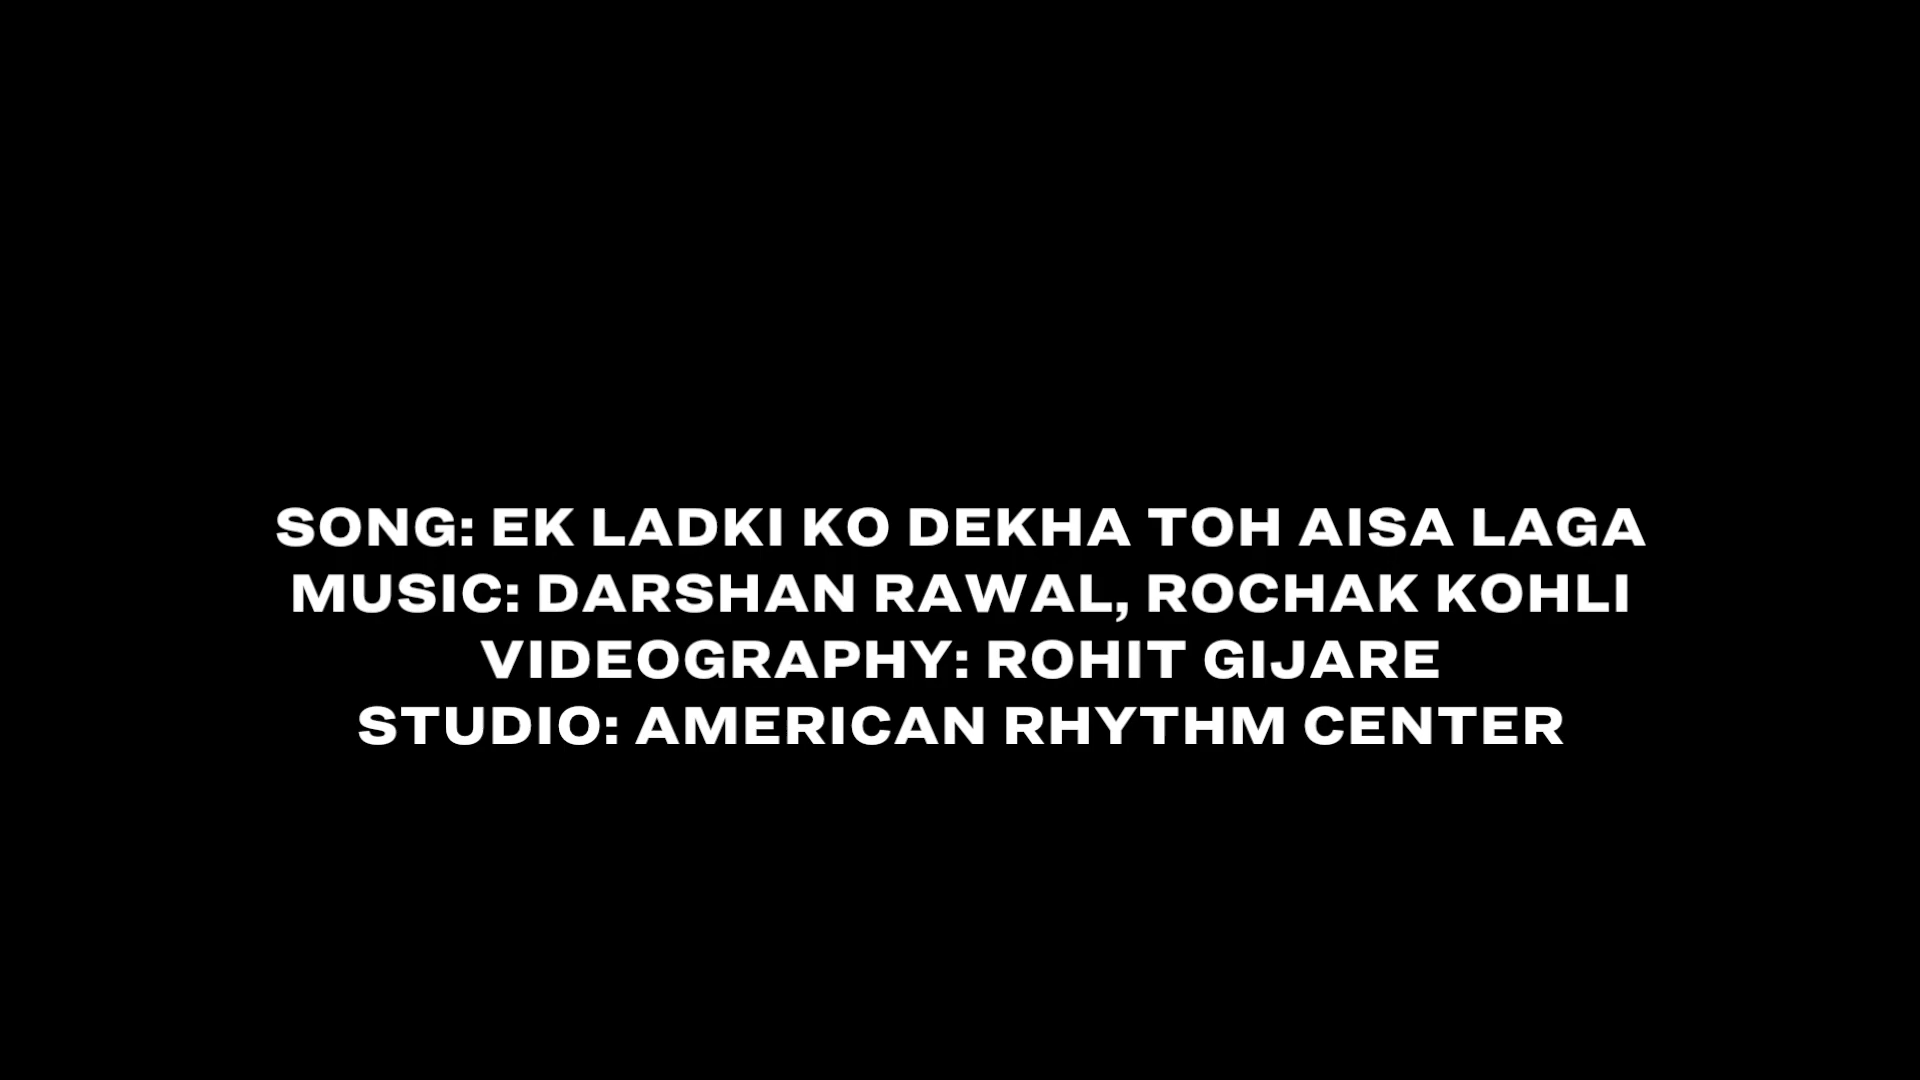 SONG: EK LADKI KO DEKHA TOH AISA LAGA
MUSIC: DARSHAN RAWAL, ROCHAK KOHLI
VIDEOGRAPHY: ROHIT GIJARE
STUDIO: AMERICAN RHYTHM CENTER